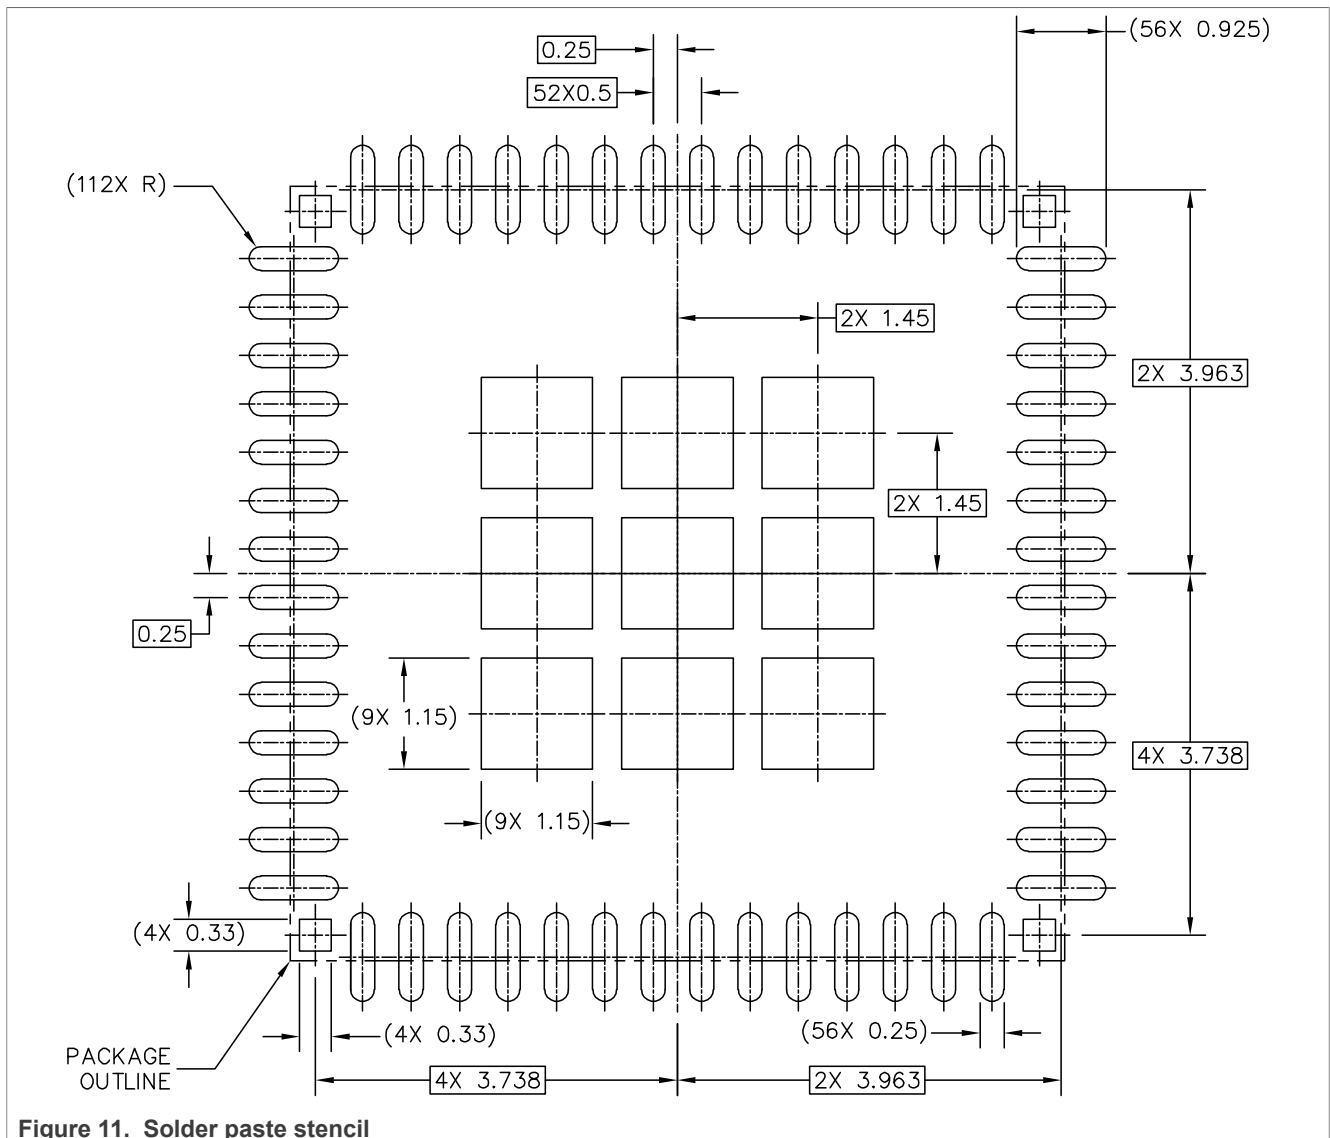 (56X 0.925)
0.25
52X0.5
(112X R)
2X 1.45
2X 3.963
2X 1.45
0.25
(9X 1.15)
4X 3.738
(9X 1.15)
(4X 0.33)
(4X 0.33)
(56X 0.25)
PACKAGE
OUTLINE
4X 3.738
2X 3.963
Figure 11. Solder paste stencil